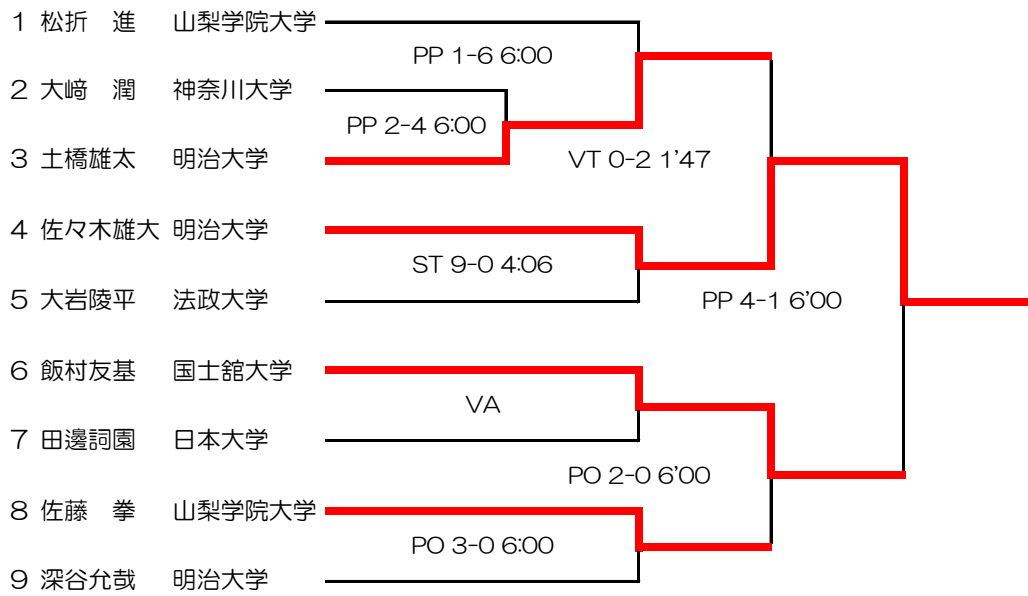 1 松折 進 山梨学院大学
PP 1-6 6:00
2 大﨑 潤 神奈川大学
PP 2-4 6:00
3 土橋雄太 明治大学
VT 0-2 1'47
4 佐々木雄大 明治大学
ST 9-0 4:06
5 大岩陵平 法政大学
PP 4-1 6'00
6 飯村友基 国士舘大学
VA
7 田邊詞園 日本大学
PO 2-0 6'00
8 佐藤 拳 山梨学院大学
PO 3-0 6:00
9 深谷允哉 明治大学